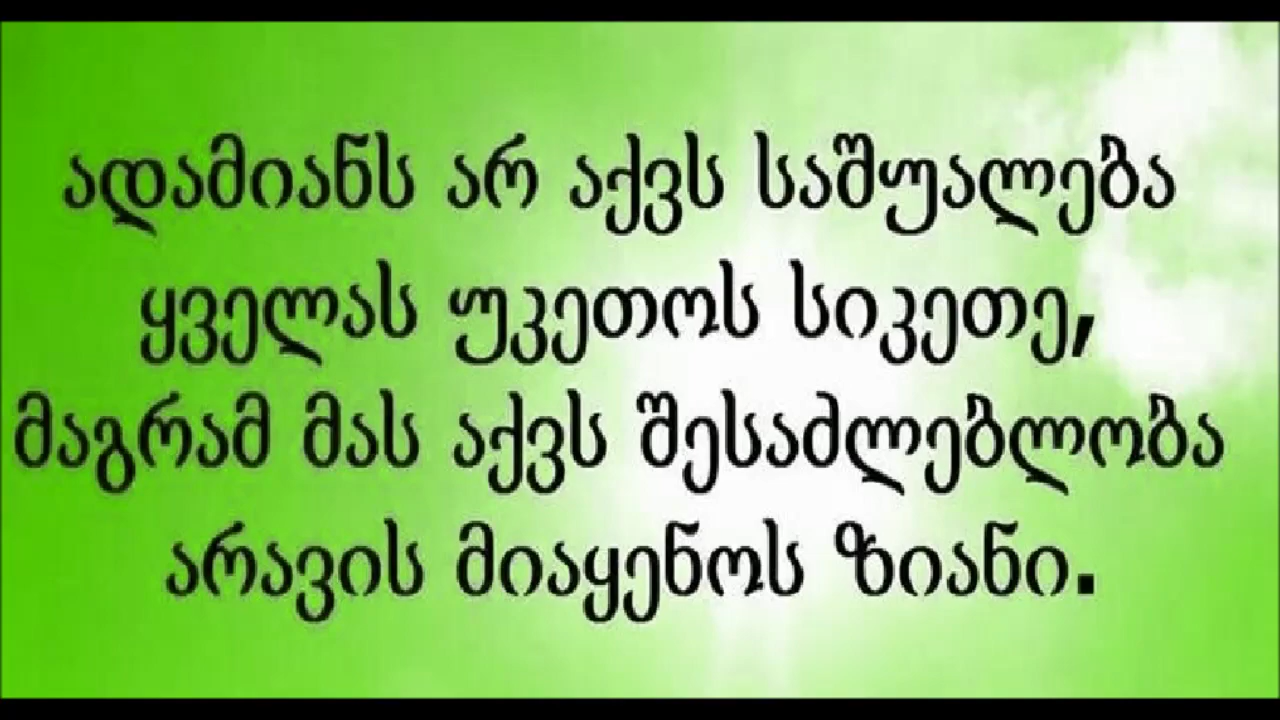 ადამიანს არ აქვს საშუალება
ყველას უკეთოს სიკეთე,
მაგრამ მას აქვს შესაძლებლობა
არავის მიაყენოს ზიანი.